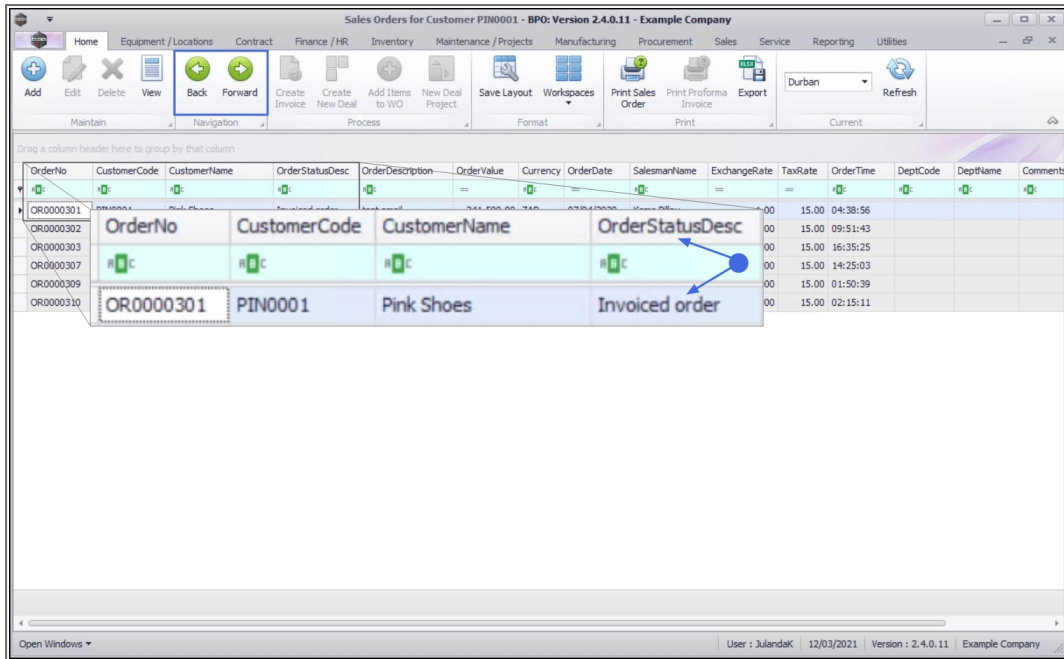 Sales Orders for Customer PIN0001 - BPO: Version 2.4.0.11 - Example Company
Home Equipment / Locations Contract Finance / HR Inventory Maintenance / Projects Manufacturing Procurement Sales Service Reporting Utilities
Add Edit Delete View Back Forward Create Invoice Create New Deal Add Items to WO New Deal Project Save Layout Workspaces Print Sales Order Print Proforma Invoice Export Durban Refresh
Maintain Navigation Process Format Print Current
Drag a column header here to group by that column
OrderNo CustomerCode CustomerName OrderStatusDesc OrderDescription OrderValue Currency OrderDate SalesmanName ExchangeRate TaxRate OrderTime DeptCode DeptName Comments
OR0000301 15.00 04:38:56
OR0000302 00 15.00 09:51:43
OR0000303 00 15.00 16:35:25
OR0000307 00 15.00 14:25:03
OR0000309 00 15.00 01:50:39
OR0000310 00 15.00 02:15:11
OrderNo CustomerCode CustomerName OrderStatusDesc
OR0000301 PIN0001 Pink Shoes Invoiced order
Open Windows User : JulandaK 12/03/2021 Version : 2.4.0.11 Example Company